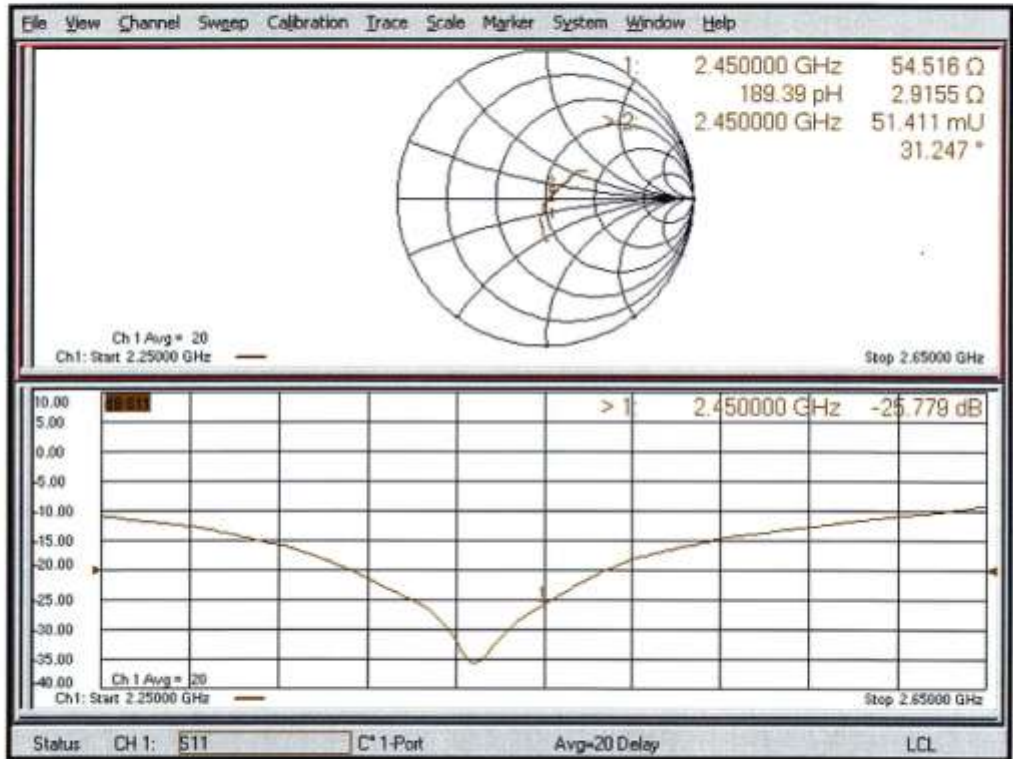 File View Channel Sweep Calibration Trace Scale Marker System Window Help
1: 2.450000 GHz 54.516 Ω
189.39 pH 2.9155 Ω
> 2: 2.450000 GHz 51.411 mU
31.247 °
Ch 1 Avg = 20
Ch1: Start 2.25000 GHz Stop 2.65000 GHz
10.00 dB S11 > 1: 2.450000 GHz -25.779 dB
5.00
0.00
-5.00
-10.00
-15.00
-20.00
-25.00
-30.00
-35.00
-40.00 Ch 1 Avg = 20
Ch1: Start 2.25000 GHz Stop 2.65000 GHz
Status CH 1: S11 C* 1-Port Avg=20 Delay LCL